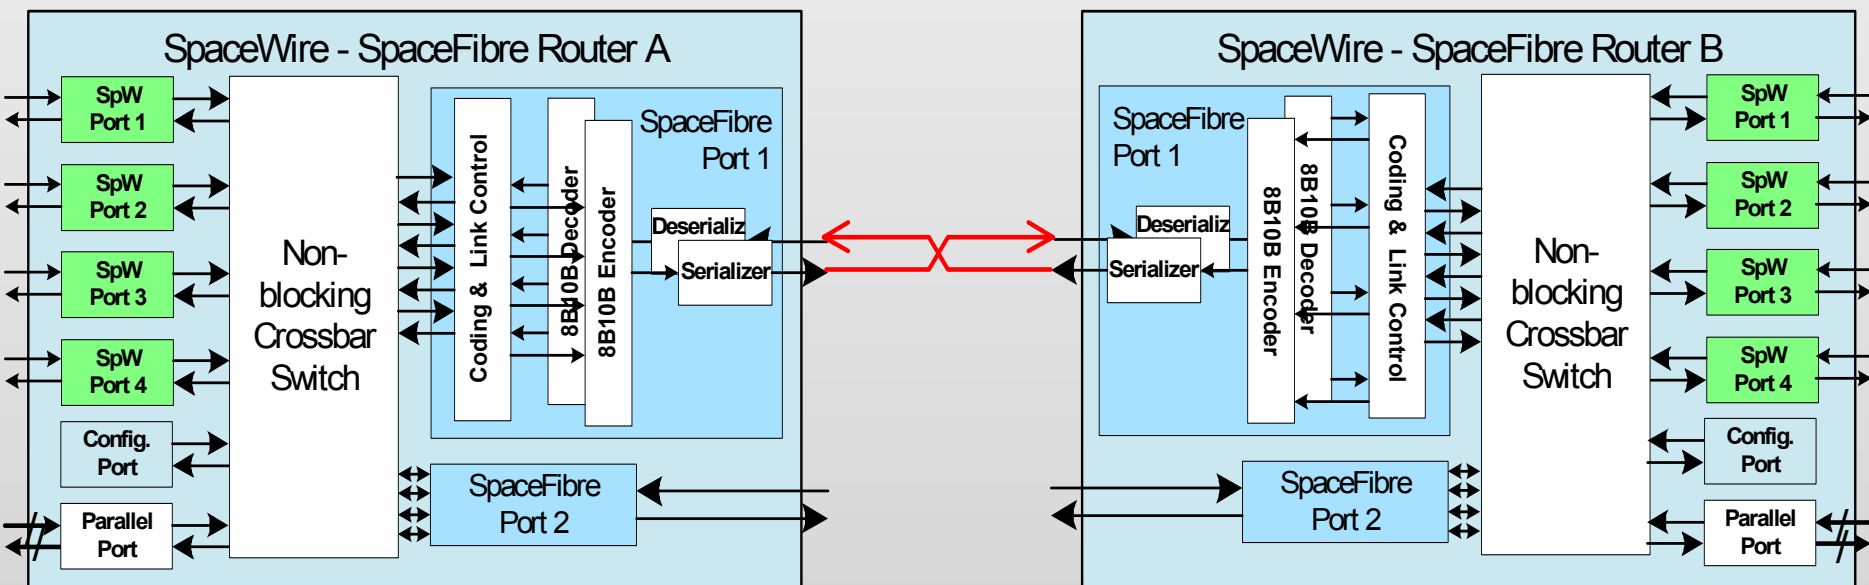 SpaceWire - SpaceFibre Router A
SpW
Port 1
SpW
Port 2
SpW
Port 3
SpW
Port 4
Config.
Port
Parallel
Port
Non-
blocking
Crossbar
Switch
SpaceFibre
Port 1
Coding & Link Control
8B10B Decoder
8B10B Encoder
Deserializ
Serializer
SpaceFibre
Port 2
SpaceWire - SpaceFibre Router B
SpaceFibre
Port 1
Deserializ
Serializer
8B10B Encoder
8B10B Decoder
Coding & Link Control
SpaceFibre
Port 2
Non-
blocking
Crossbar
Switch
SpW
Port 1
SpW
Port 2
SpW
Port 3
SpW
Port 4
Config.
Port
Parallel
Port